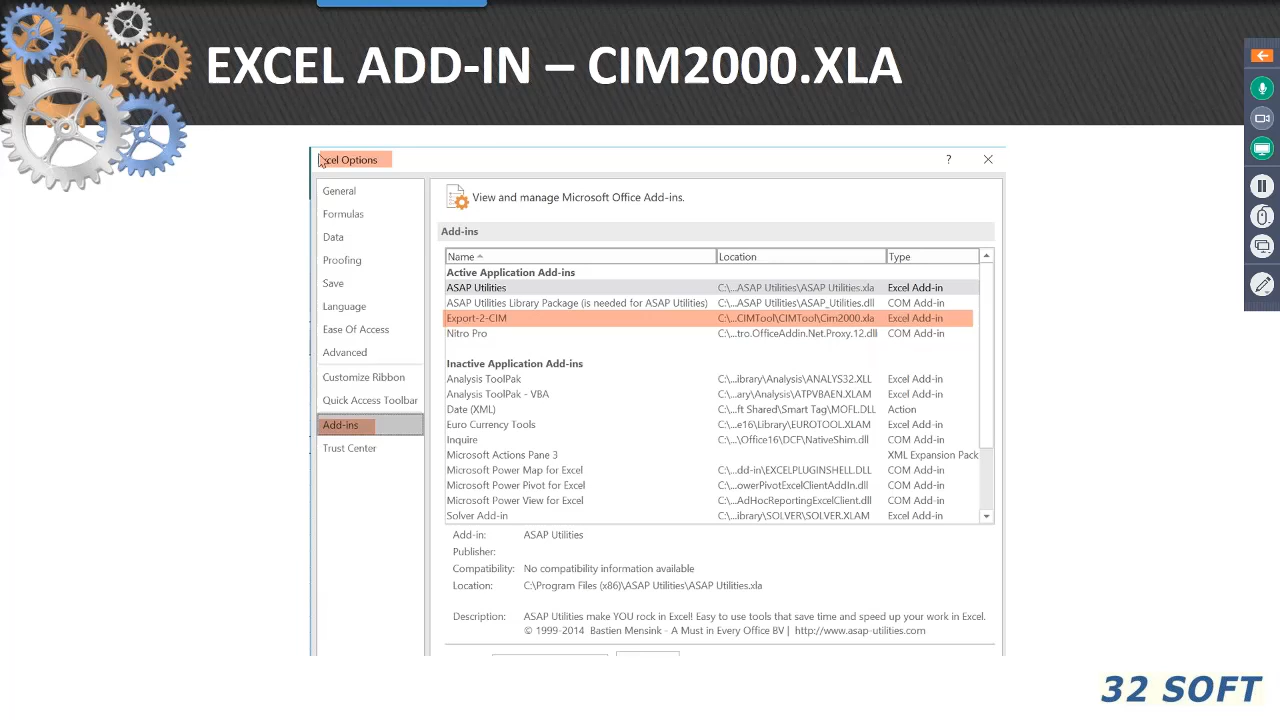 EXCEL ADD-IN – CIM2000.XLA
cel Options
?
General
Formulas
Data
Proofing
Save
Language
Ease Of Access
Advanced
Customize Ribbon
Quick Access Toolbar
Add-ins
Trust Center
View and manage Microsoft Office Add-ins.
Add-ins
Name Location Type
Active Application Add-ins
ASAP Utilities C:\...ASAP Utilities\ASAP Utilities.xla Excel Add-in
ASAP Utilities Library Package (is needed for ASAP Utilities) C:\...ASAP Utilities\ASAP_Utilities.dll COM Add-in
Export-2-CIM C:\...CIMTool\CIMTool\Cim2000.xla Excel Add-in
Nitro Pro C:\...tro.OfficeAddin.Net.Proxy.12.dll COM Add-in
Inactive Application Add-ins
Analysis ToolPak C:\...ibrary\Analysis\ANALYS32.XLL Excel Add-in
Analysis ToolPak - VBA C:\...ary\Analysis\ATPVBAEN.XLAM Excel Add-in
Date (XML) C:\...ft Shared\Smart Tag\MOFL.DLL Action
Euro Currency Tools C:\...e16\Library\EUROTOOL.XLAM Excel Add-in
Inquire C:\...\Office16\DCF\NativeShim.dll COM Add-in
Microsoft Actions Pane 3 XML Expansion Pack
Microsoft Power Map for Excel C:\...dd-in\EXCELPLUGINSHELL.DLL COM Add-in
Microsoft Power Pivot for Excel C:\...owerPivotExcelClientAddIn.dll COM Add-in
Microsoft Power View for Excel C:\...AdHocReportingExcelClient.dll COM Add-in
Solver Add-in C:\...ibrary\SOLVER\SOLVER.XLAM Excel Add-in
Add-in: ASAP Utilities
Publisher:
Compatibility: No compatibility information available
Location: C:\Program Files (x86)\ASAP Utilities\ASAP Utilities.xla
Description: ASAP Utilities make YOU rock in Excel! Easy to use tools that save time and speed up your work in Excel.
© 1999-2014 Bastien Mensink - A Must in Every Office BV | http://www.asap-utilities.com
32 SOFT